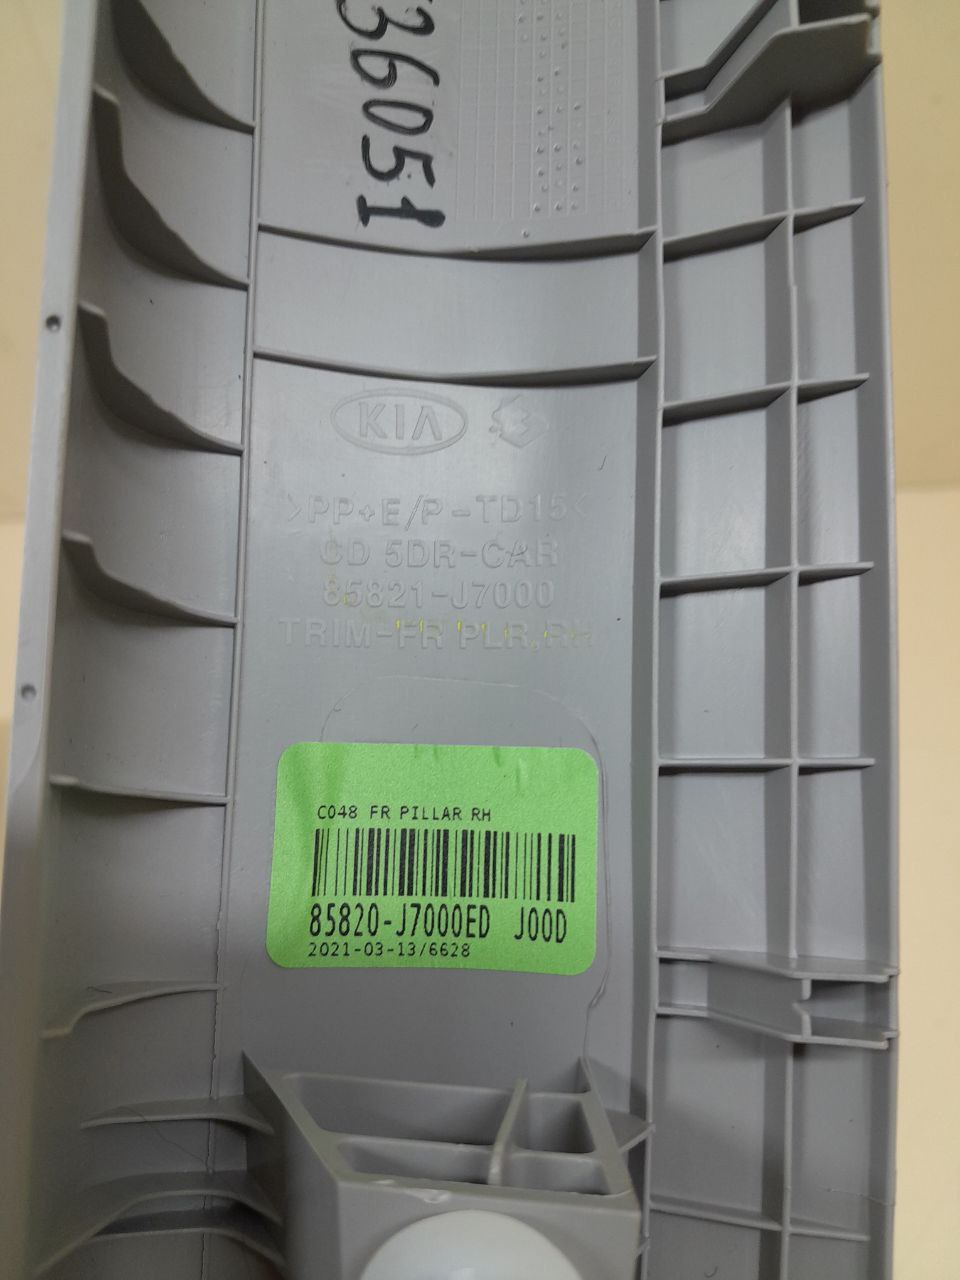 36051
KIA
>PP+E/P-TD15<
CD 5DR-CAR
85821-J7000
TRIM-FR PLR,RH
C048 FR PILLAR RH
85820-J7000ED J00D
2021-03-13/6628